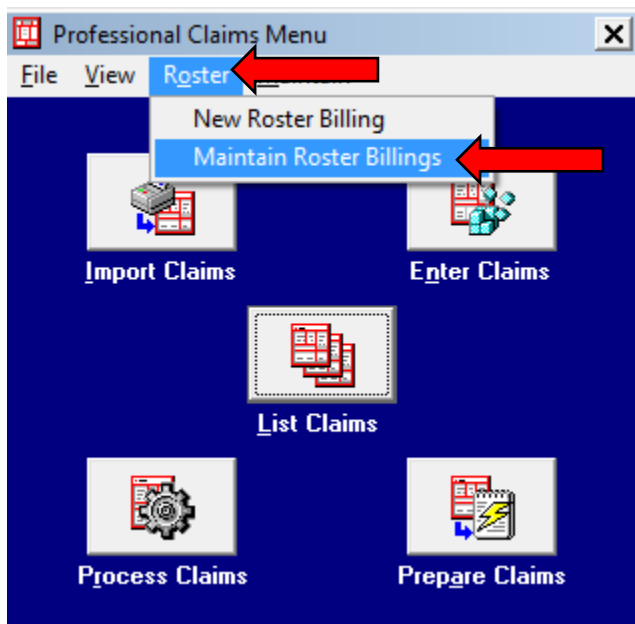 Professional Claims Menu
File View Roster
New Roster Billing
Maintain Roster Billings
Import Claims Enter Claims
List Claims
Process Claims Prepare Claims